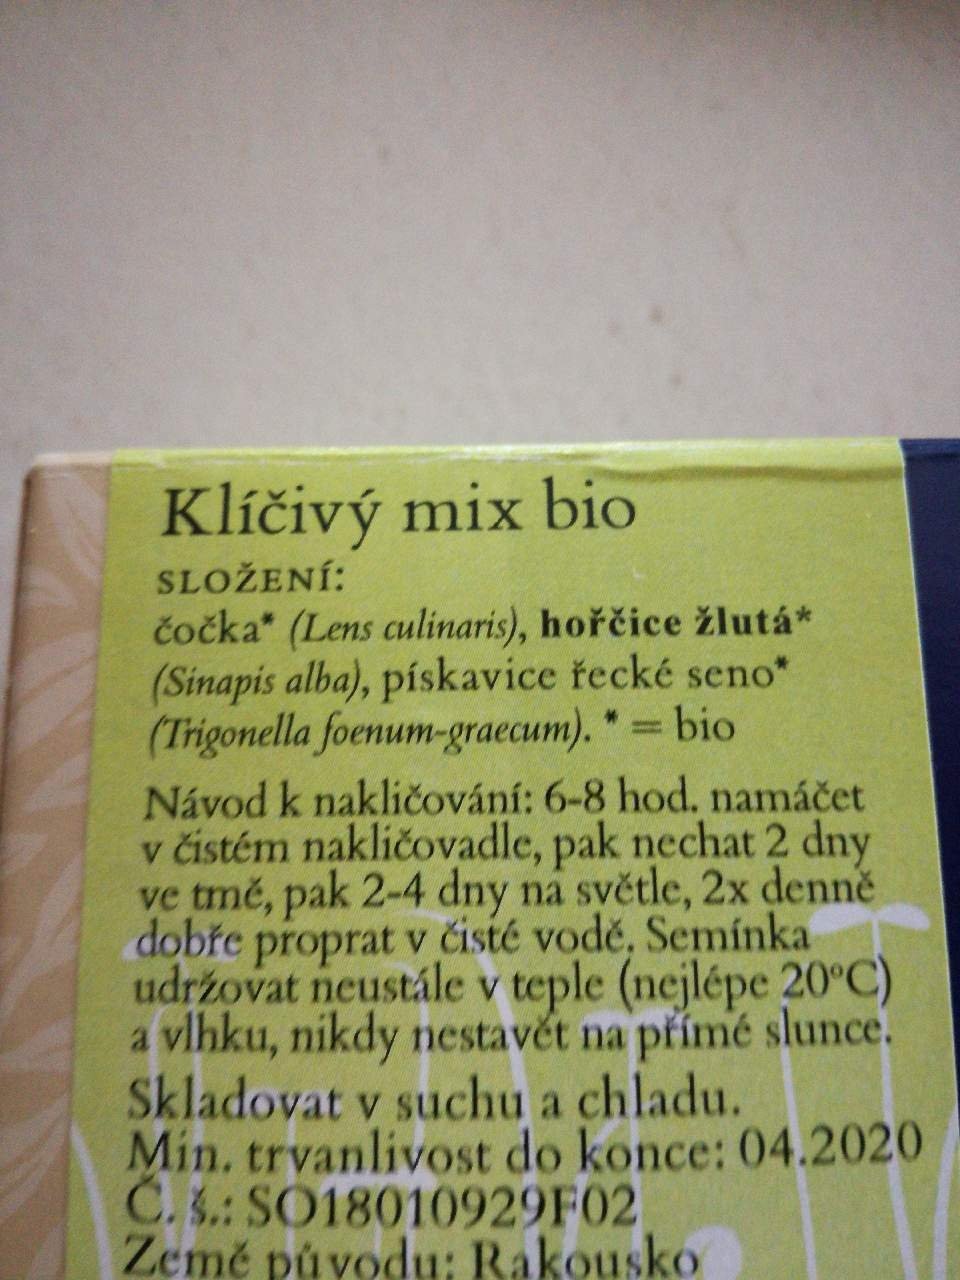 Klíčivý mix bio
SLOŽENÍ:
čočka* (Lens culinaris), hořčice žlutá*
(Sinapis alba), pískavice řecké seno*
(Trigonella foenum-graecum). * = bio
Návod k nakličování: 6-8 hod. namáčet
v čistém nakličovadle, pak nechat 2 dny
ve tmě, pak 2-4 dny na světle, 2x denně
dobře proprat v čisté vodě. Semínka
udržovat neustále v teple (nejlépe 20°C)
a vlhku, nikdy nestavět na přímé slunce.
Skladovat v suchu a chladu.
Min. trvanlivost do konce: 04.2020
Č. š.: SO18010929F02
Země původu: Rakousko